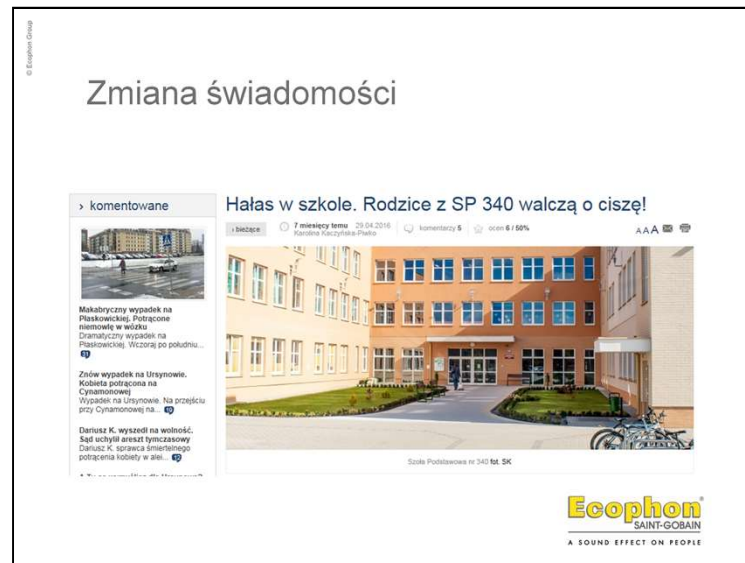 © Ecophon Group
Zmiana świadomości
› komentowane
Makabryczny wypadek na
Płaskowickiej. Potrącone
niemowlę w wózku
Dramatyczny wypadek na
Płaskowickiej. Wczoraj po południu...
31
Znów wypadek na Ursynowie.
Kobieta potrącona na
Cynamonowej
Wypadek na Ursynowie. Na przejściu
przy Cynamonowej na...
Dariusz K. wyszedł na wolność.
Sąd uchylił areszt tymczasowy
Dariusz K. sprawca śmiertelnego
potrącenia kobiety w alei... 12
Hałas w szkole. Rodzice z SP 340 walczą o ciszę!
› bieżące
7 miesięcy temu 29.04.2016
Karolina Kaczyńska-Piwko
komentarzy 5
ocen 6 / 50%
A A A
Szoła Podstawowa nr 340 fot. SK
Ecophon®
SAINT-GOBAIN
A SOUND EFFECT ON PEOPLE